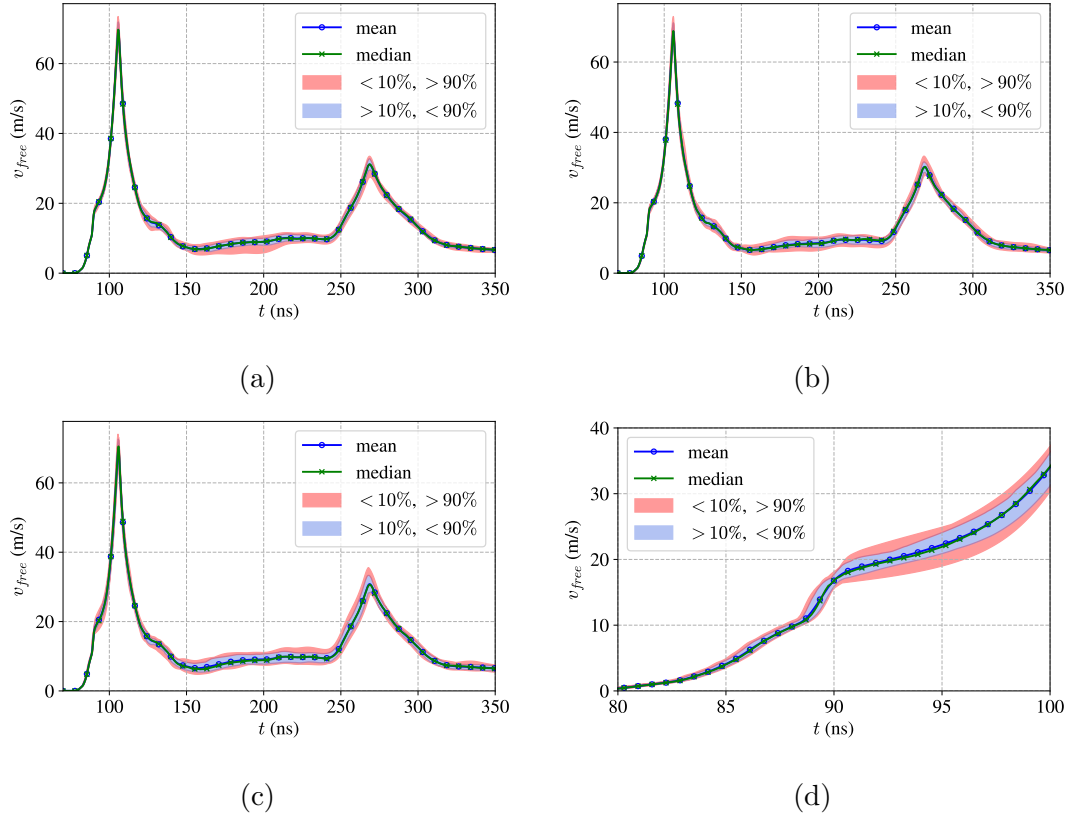 mean
median
< 10%, > 90%
> 10%, < 90%
v_free (m/s)
60
40
20
0
100 150 200 250 300 350
t (ns)
(a)
mean
median
< 10%, > 90%
> 10%, < 90%
v_free (m/s)
60
40
20
0
100 150 200 250 300 350
t (ns)
(b)
mean
median
< 10%, > 90%
> 10%, < 90%
v_free (m/s)
60
40
20
0
100 150 200 250 300 350
t (ns)
(c)
mean
median
< 10%, > 90%
> 10%, < 90%
v_free (m/s)
40
30
20
10
0
80 85 90 95 100
t (ns)
(d)